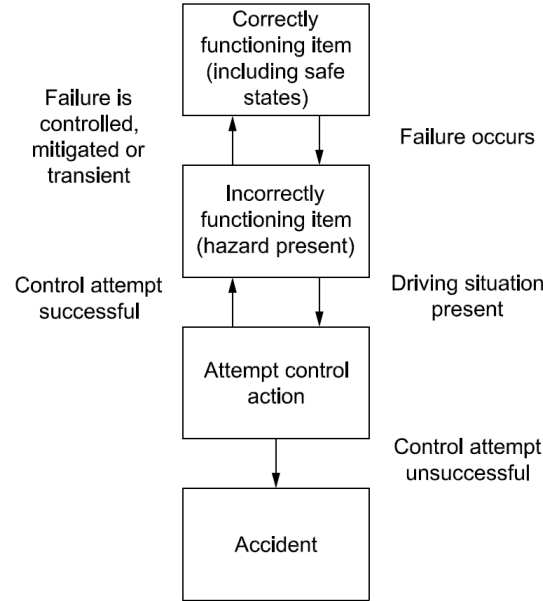 Correctly
functioning item
(including safe
states)
Failure is
controlled,
mitigated or
transient
Failure occurs
Incorrectly
functioning item
(hazard present)
Control attempt
successful
Driving situation
present
Attempt control
action
Control attempt
unsuccessful
Accident